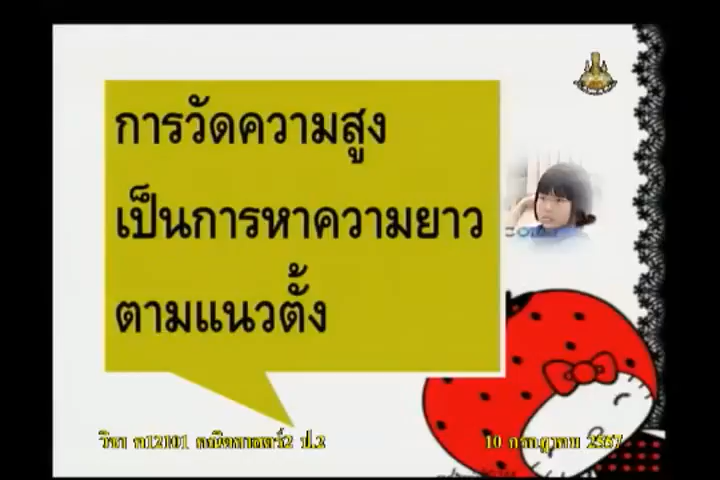 การวัดความสูง
เป็นการหาความยาว
ตามแนวตั้ง
วิชา ค12101 คณิตศาสตร์2 ป.2
10 กรกฎาคม 2557